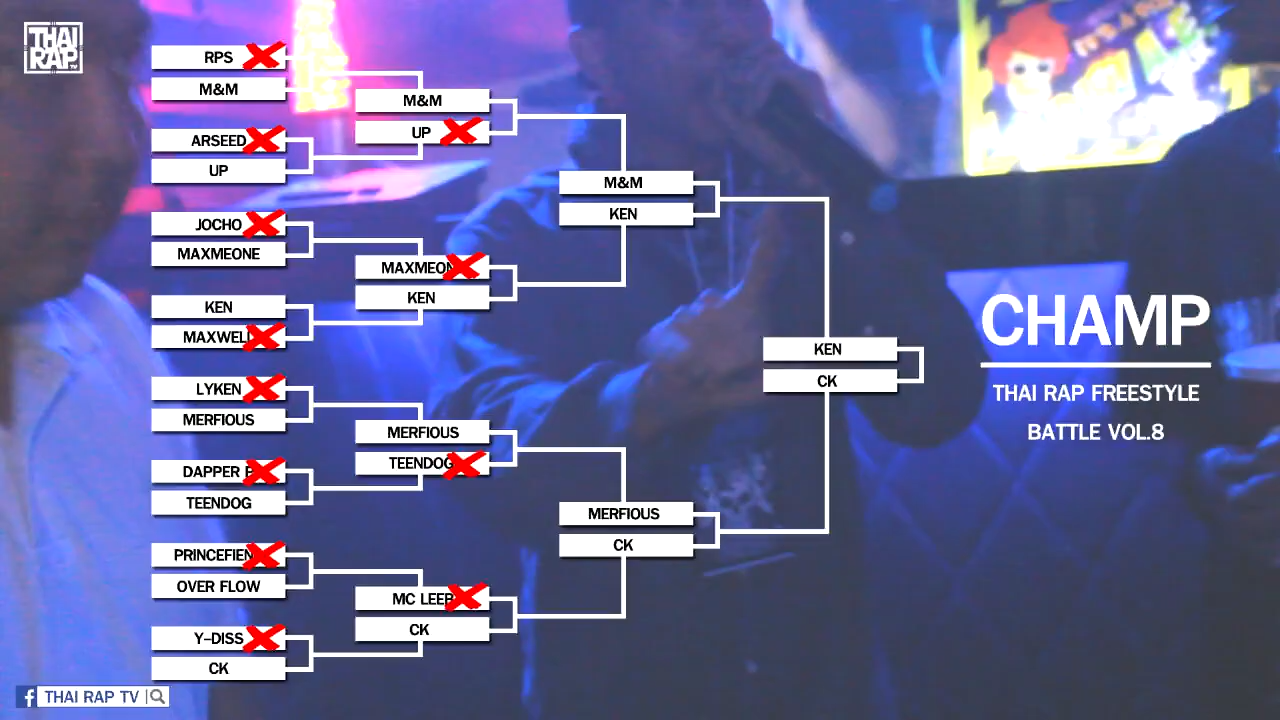 THAI
RAP
TV
RPS
M&M
ARSEED
UP
JOCHO
MAXMEONE
KEN
MAXWELL
LYKEN
MERFIOUS
DAPPER
TEENDOG
PRINCEFIEN
OVER FLOW
Y-DISS
CK
M&M
UP
MAXMEON
KEN
MERFIOUS
TEENDOG
MC LEEB
CK
M&M
KEN
MERFIOUS
CK
KEN
CK
CHAMP
THAI RAP FREESTYLE
BATTLE VOL.8
f THAI RAP TV